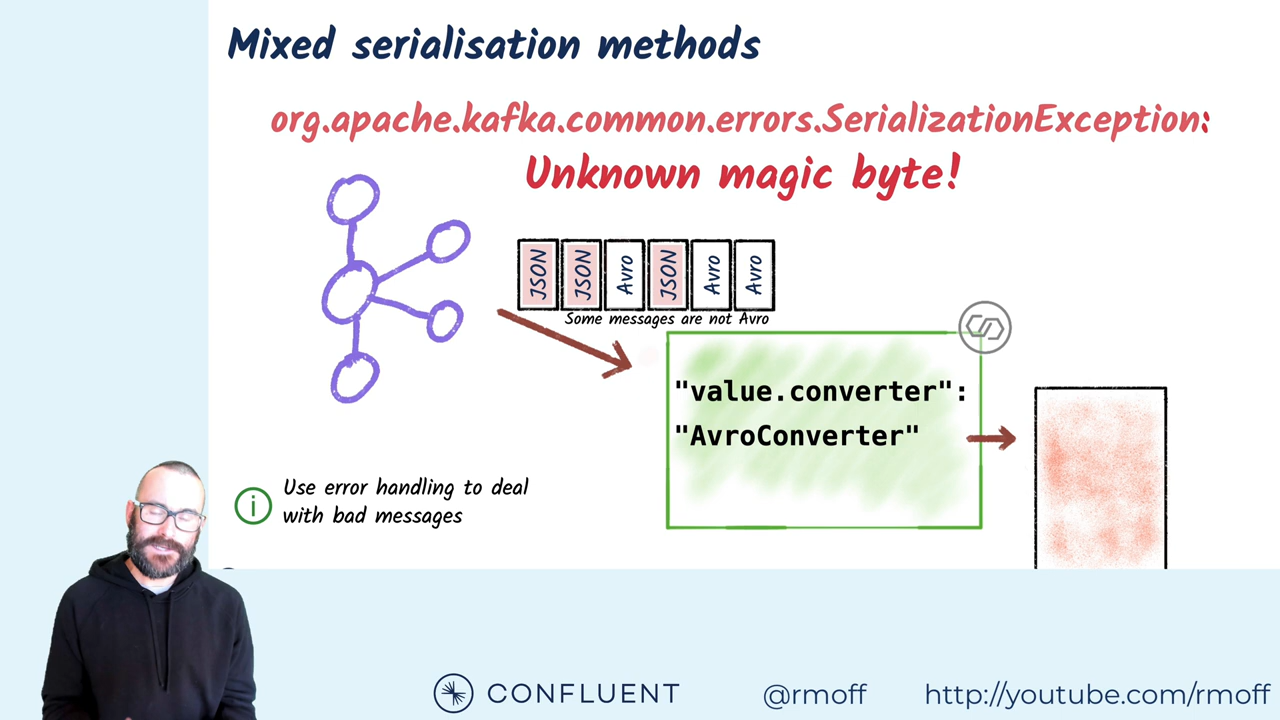 Mixed serialisation methods
org.apache.kafka.common.errors.SerializationException:
Unknown magic byte!
JSON
JSON
Avro
JSON
Avro
Avro
Some messages are not Avro
"value.converter":
"AvroConverter"
i
Use error handling to deal
with bad messages
CONFLUENT
@rmoff
http://youtube.com/rmoff